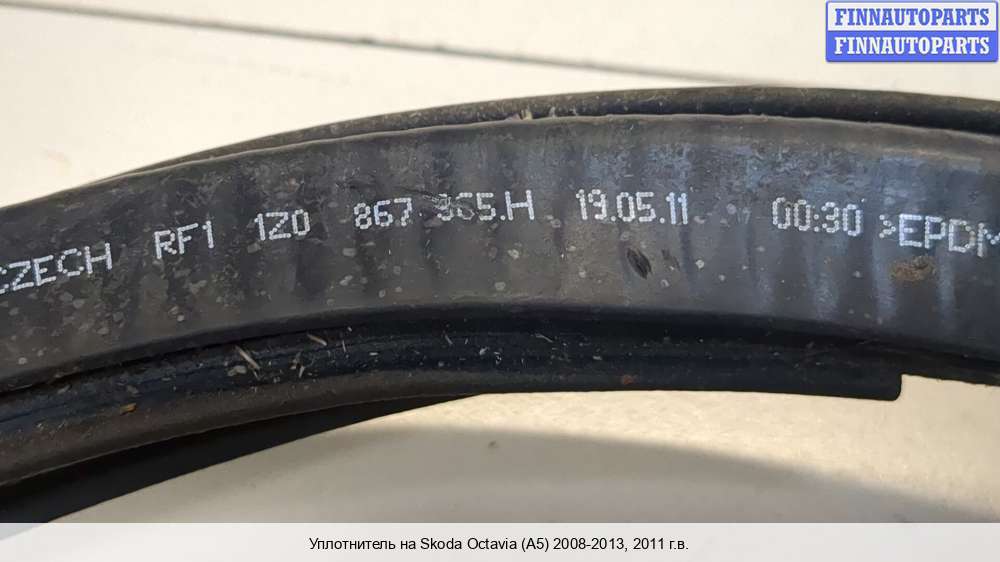 FINNAUTOPARTS
FINNAUTOPARTS
CZECH RF1 1Z0 867 365.H 19.05.11 00:30 >EPDM
Уплотнитель на Skoda Octavia (A5) 2008-2013, 2011 г.в.